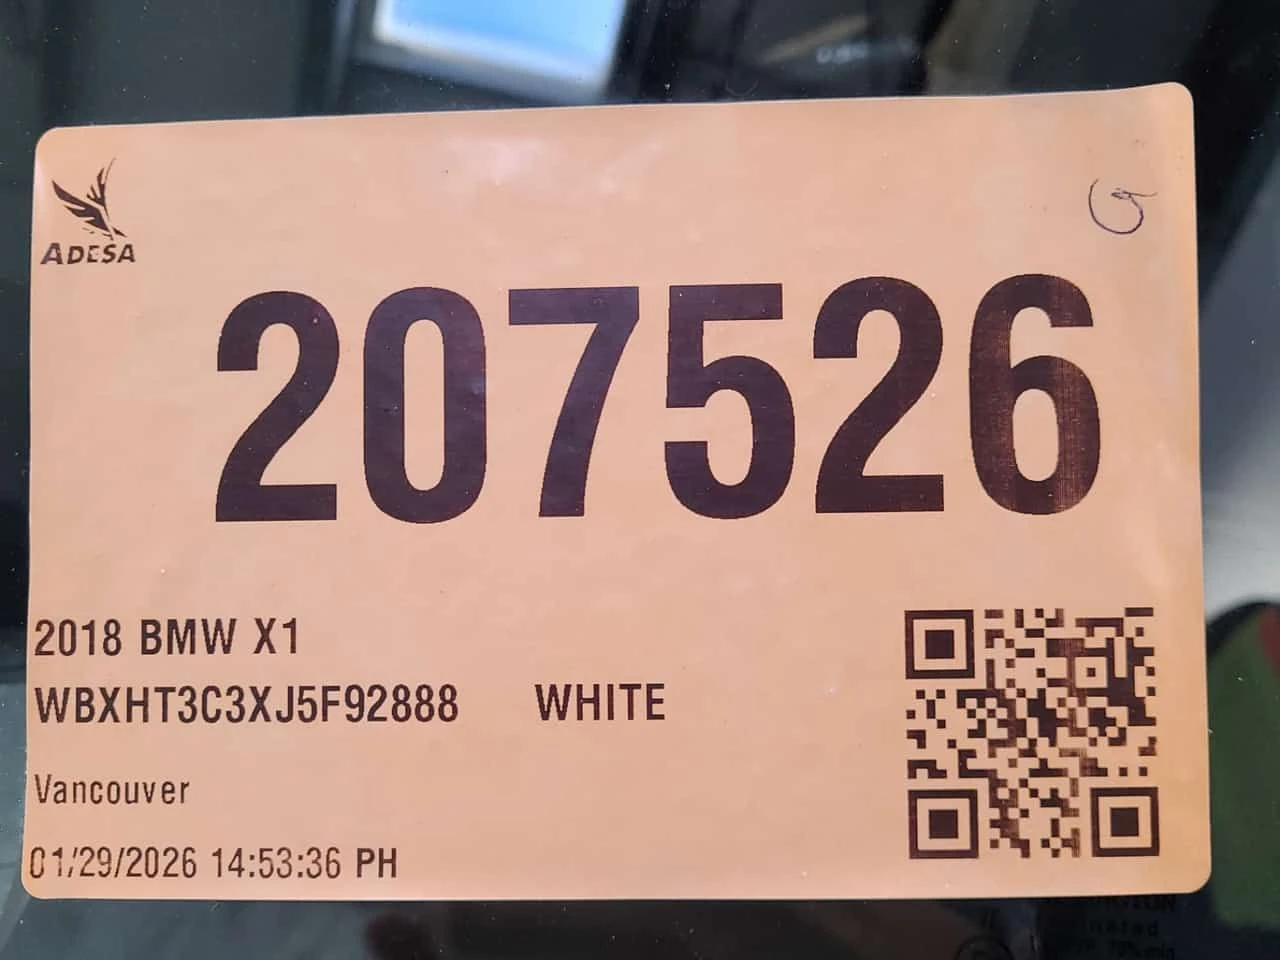 ADESA
207526
2018 BMW X1
WBXHT3C3XJ5F92888 WHITE
Vancouver
01/29/2026 14:53:36 PH